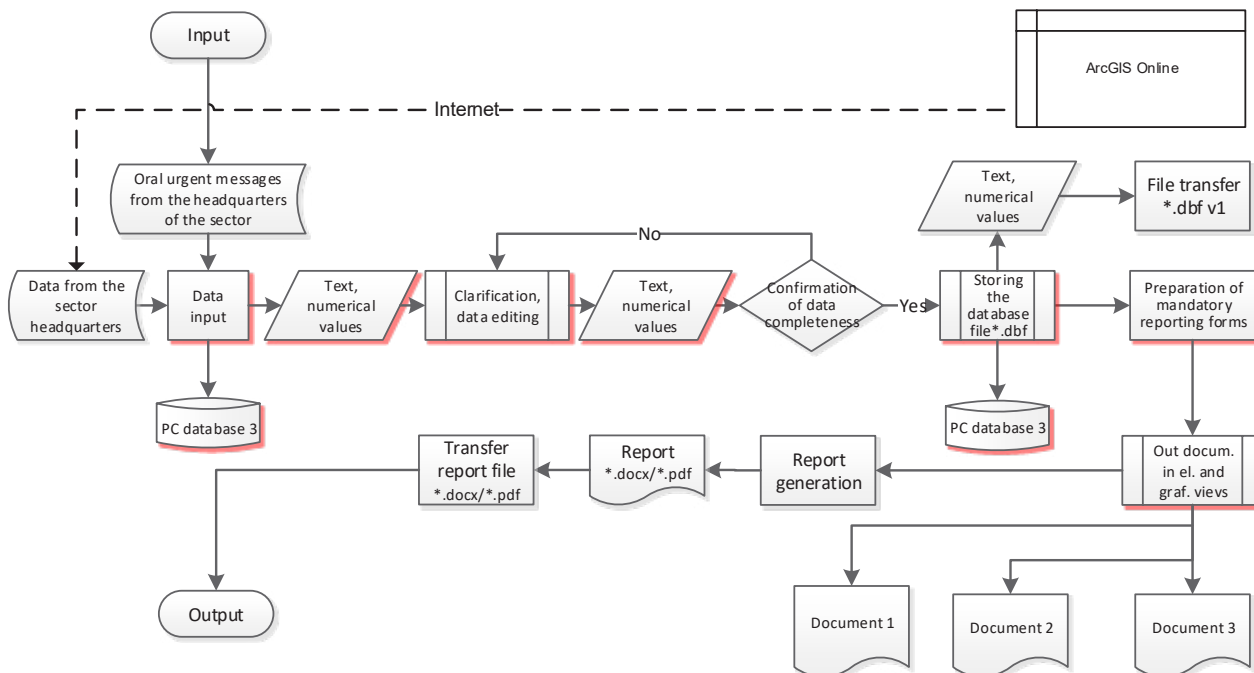 Input
ArcGIS Online
Internet
Oral urgent messages
from the headquarters
of the sector
Text,
numerical
values
File transfer
*.dbf v1
No
Data from the
sector
headquarters
Data
input
Text,
numerical
values
Clarification,
data editing
Text,
numerical
values
Confirmation
of data
completeness
Yes
Storing
the
database
file*.dbf
Preparation of
mandatory
reporting forms
PC database 3
PC database 3
Transfer
report file
*.docx/*.pdf
Report
*.docx/*.pdf
Report
generation
Out docum.
in el. and
graf. vievs
Output
Document 1
Document 2
Document 3